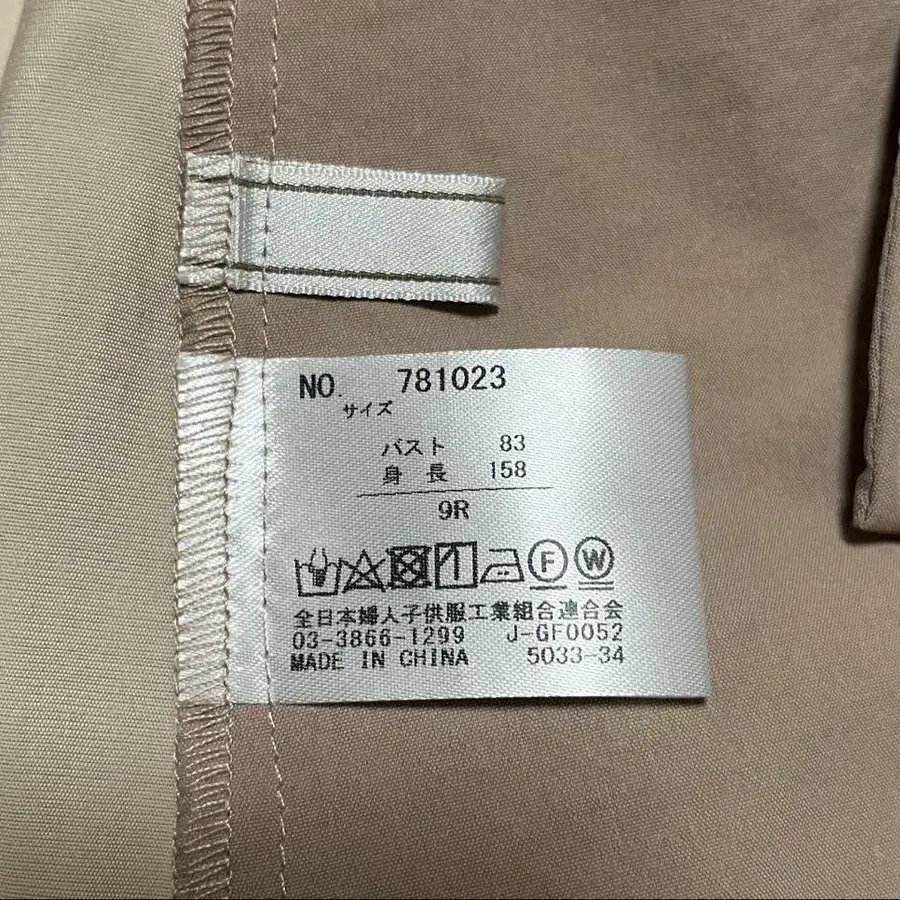 NO. 781023
サイズ
バスト 83
身長 158
9R
F W
全日本婦人子供服工業組合連合会
03-3866-1299 J-GF0052
MADE IN CHINA 5033-34